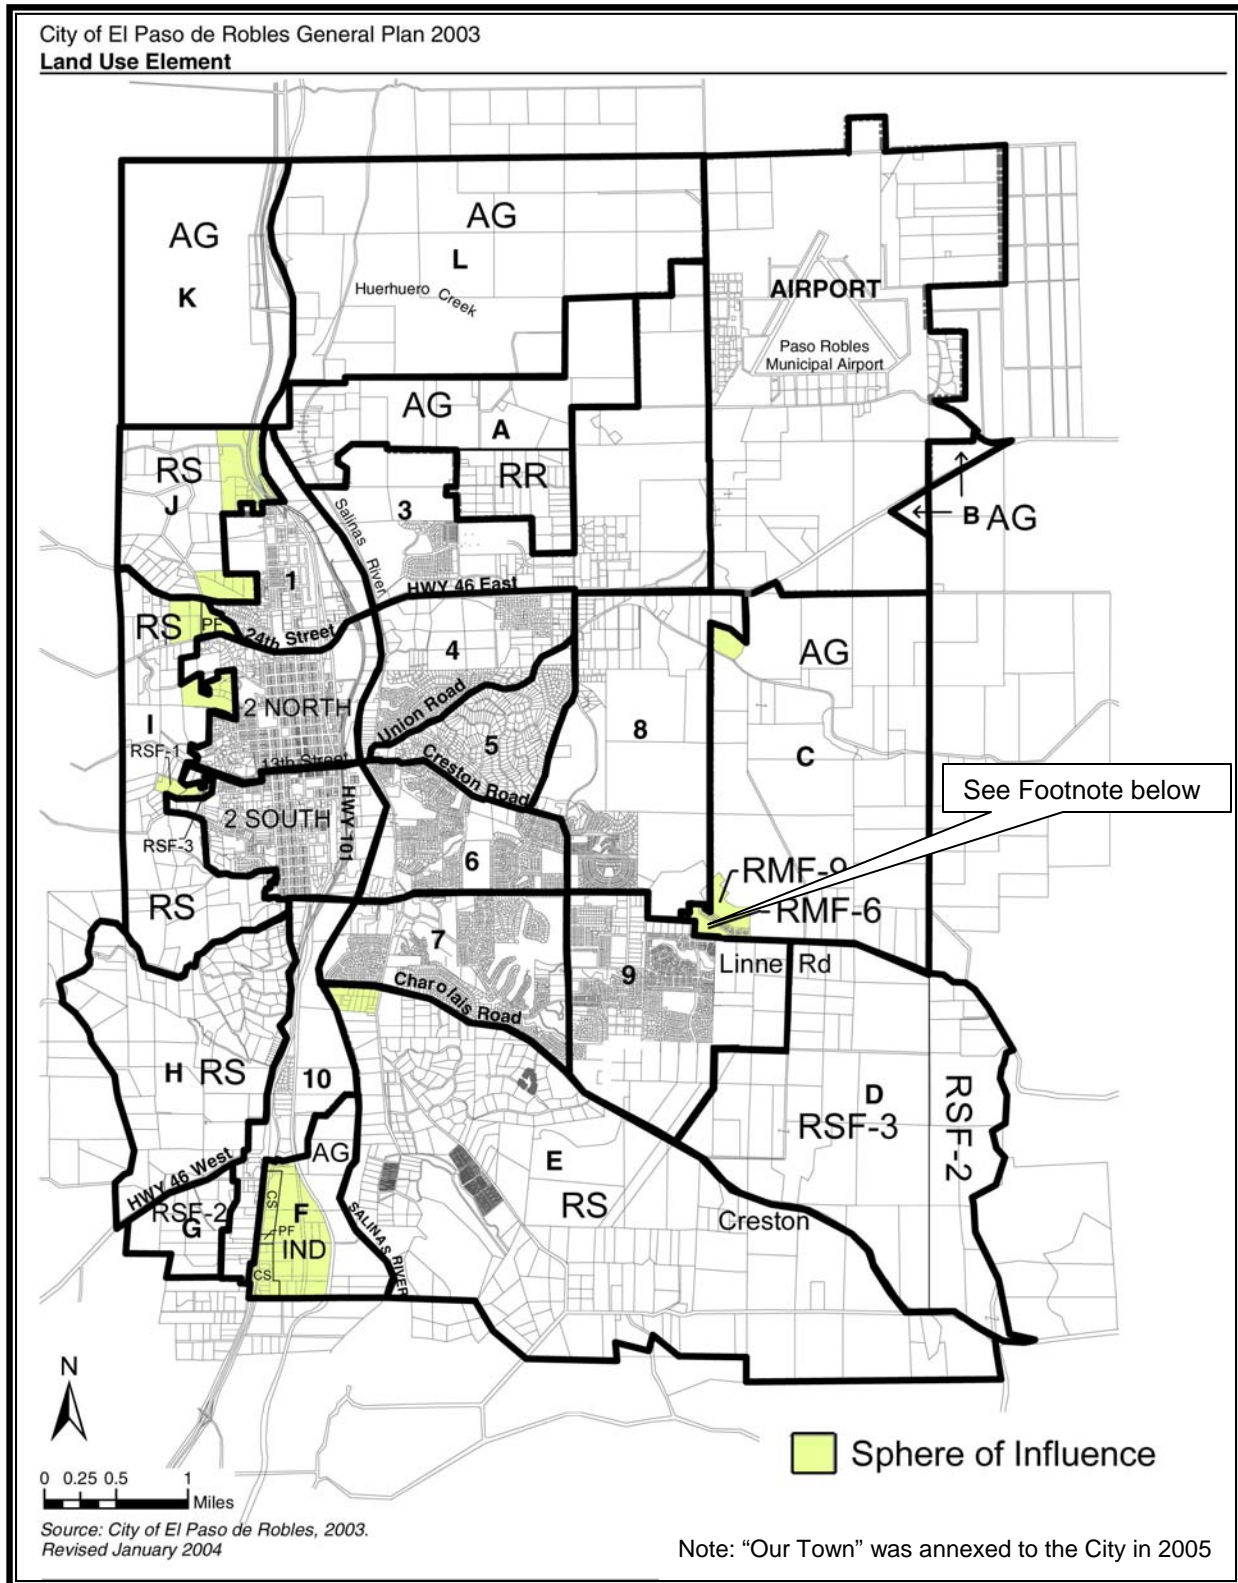 City of El Paso de Robles General Plan 2003
Land Use Element
AG
K
AG
L
Huerhuero Creek
AIRPORT
Paso Robles
Municipal Airport
AG
A
RR
RS
J
3
Salinas River
B AG
1
HWY 46 East
RS
PF
24th Street
4
AG
2 NORTH
Union Road
I
RSF-1
5
8
C
13th Street
Creston Road
See Footnote below
2 SOUTH
HWY 101
RSF-3
6
RMF-9
RMF-6
RS
7
Linne Rd
9
Charolais Road
H RS
10
D
RSF-3
RSF-2
AG
E
RS
HWY 46 West
RSF-2
G
CS
F
PF
IND
CS
SALINAS RIVER
Creston
N
Sphere of Influence
0 0.25 0.5 1
Miles
Source: City of El Paso de Robles, 2003.
Revised January 2004
Note: “Our Town” was annexed to the City in 2005